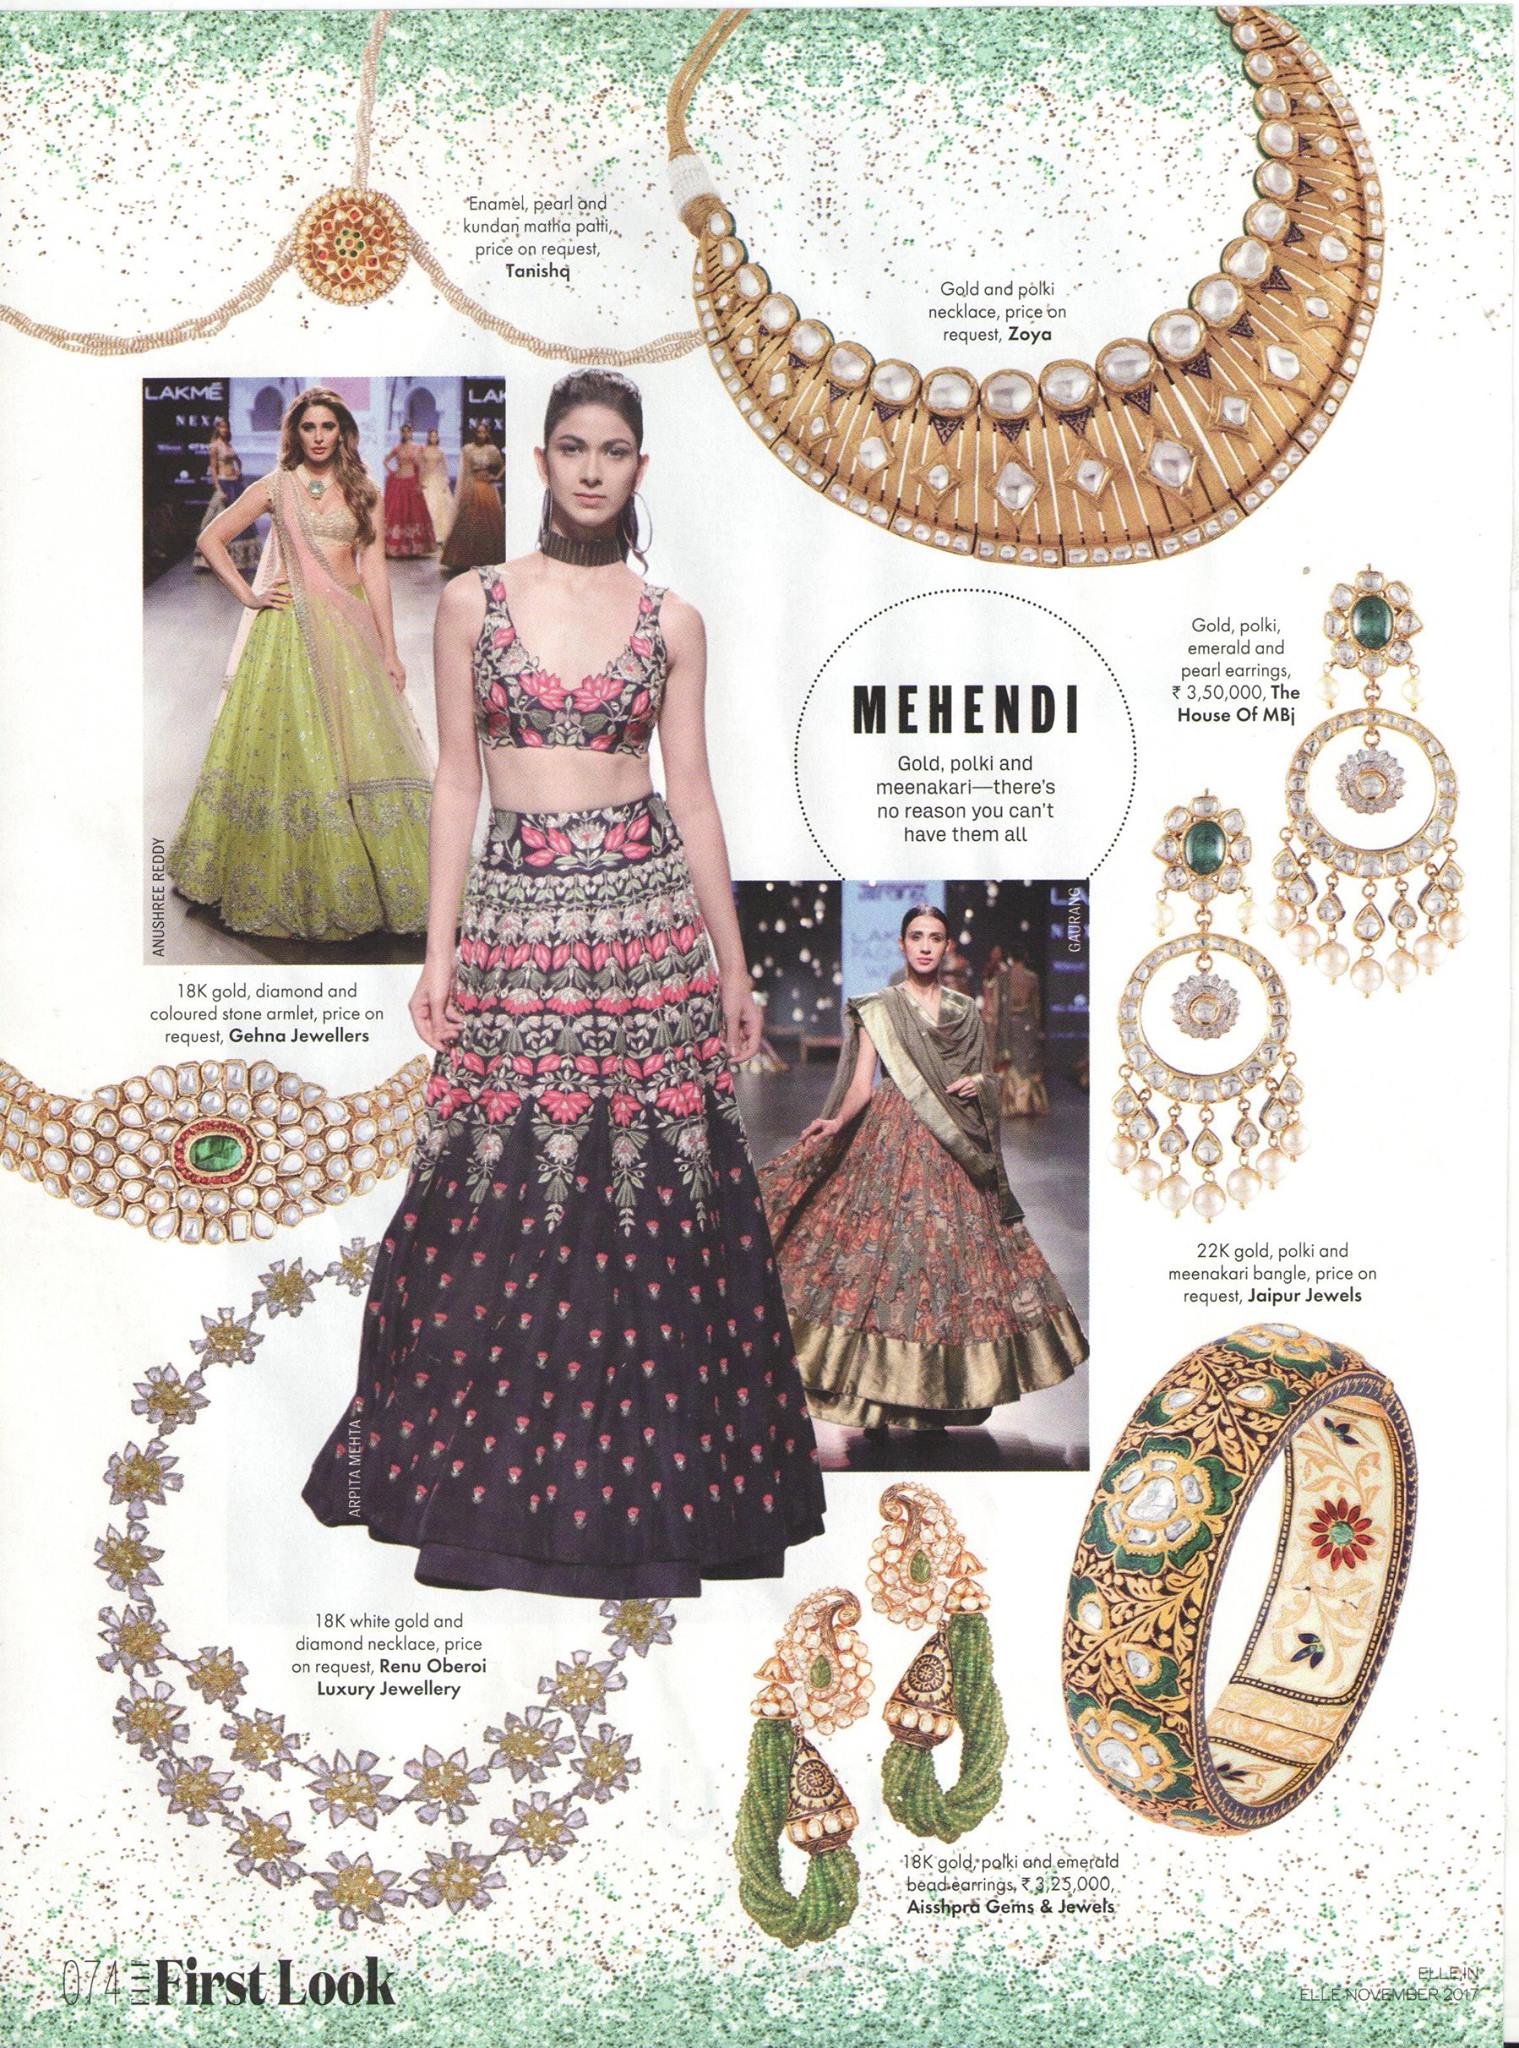 Enamel, pearl and
kundan matha patti,
price on request,
Tanishq
Gold and polki
necklace, price on
request, Zoya
LAKMÉ
NEXA
LAK
NEX
ANUSHREE REDDY
Gold, polki,
emerald and
pearl earrings,
₹ 3,50,000, The
House Of MBj
MEHENDI
Gold, polki and
meenakari—there's
no reason you can't
have them all
GAURANG
18K gold, diamond and
coloured stone armlet, price on
request, Gehna Jewellers
22K gold, polki and
meenakari bangle, price on
request, Jaipur Jewels
ARPITA MEHTA
18K white gold and
diamond necklace, price
on request, Renu Oberoi
Luxury Jewellery
18K gold, polki and emerald
bead earrings, ₹ 3,25,000,
Aisshpra Gems & Jewels
074 ELLE First Look
ELLE.IN
ELLE NOVEMBER 2017